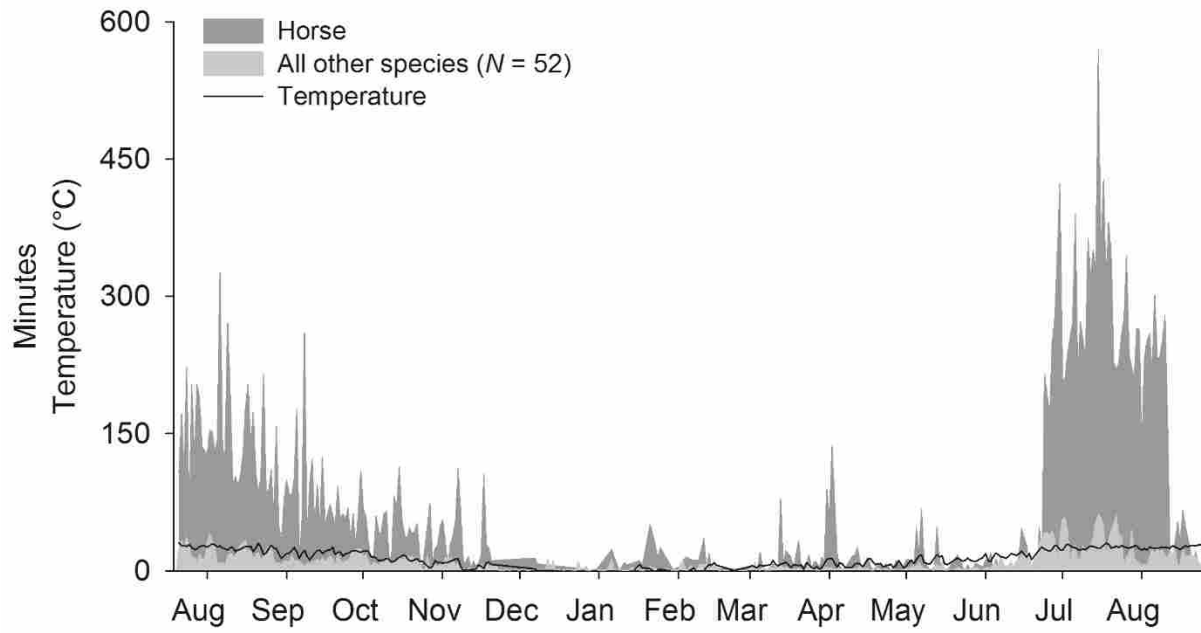 600
450
300
150
0
Minutes
Temperature (°C)
Horse
All other species (N = 52)
Temperature
Aug Sep Oct Nov Dec Jan Feb Mar Apr May Jun Jul Aug